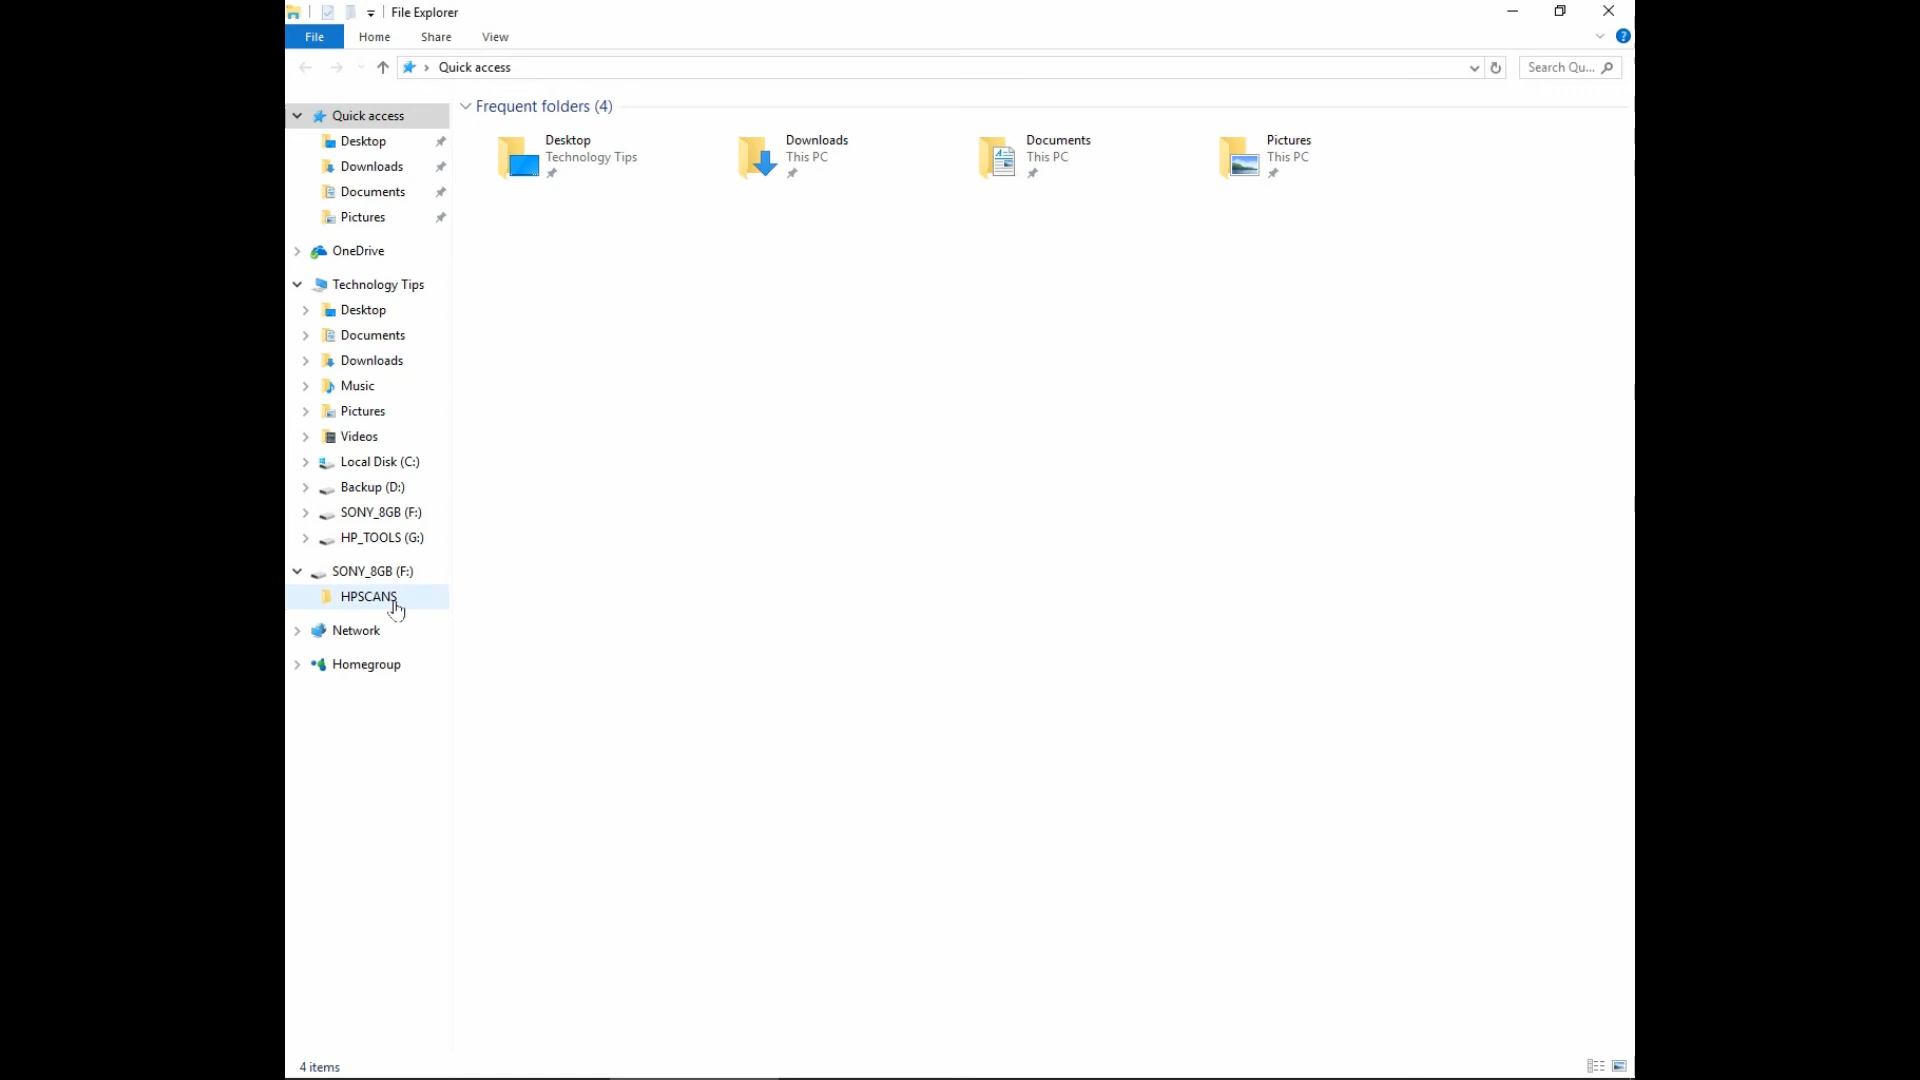 File Explorer
File Home Share View
Quick access Search Qu...
Quick access
Desktop
Downloads
Documents
Pictures
OneDrive
Technology Tips
Desktop
Documents
Downloads
Music
Pictures
Videos
Local Disk (C:)
Backup (D:)
SONY_8GB (F:)
HP_TOOLS (G:)
SONY_8GB (F:)
HPSCANS
Network
Homegroup
Frequent folders (4)
Desktop
Technology Tips
Downloads
This PC
Documents
This PC
Pictures
This PC
4 items